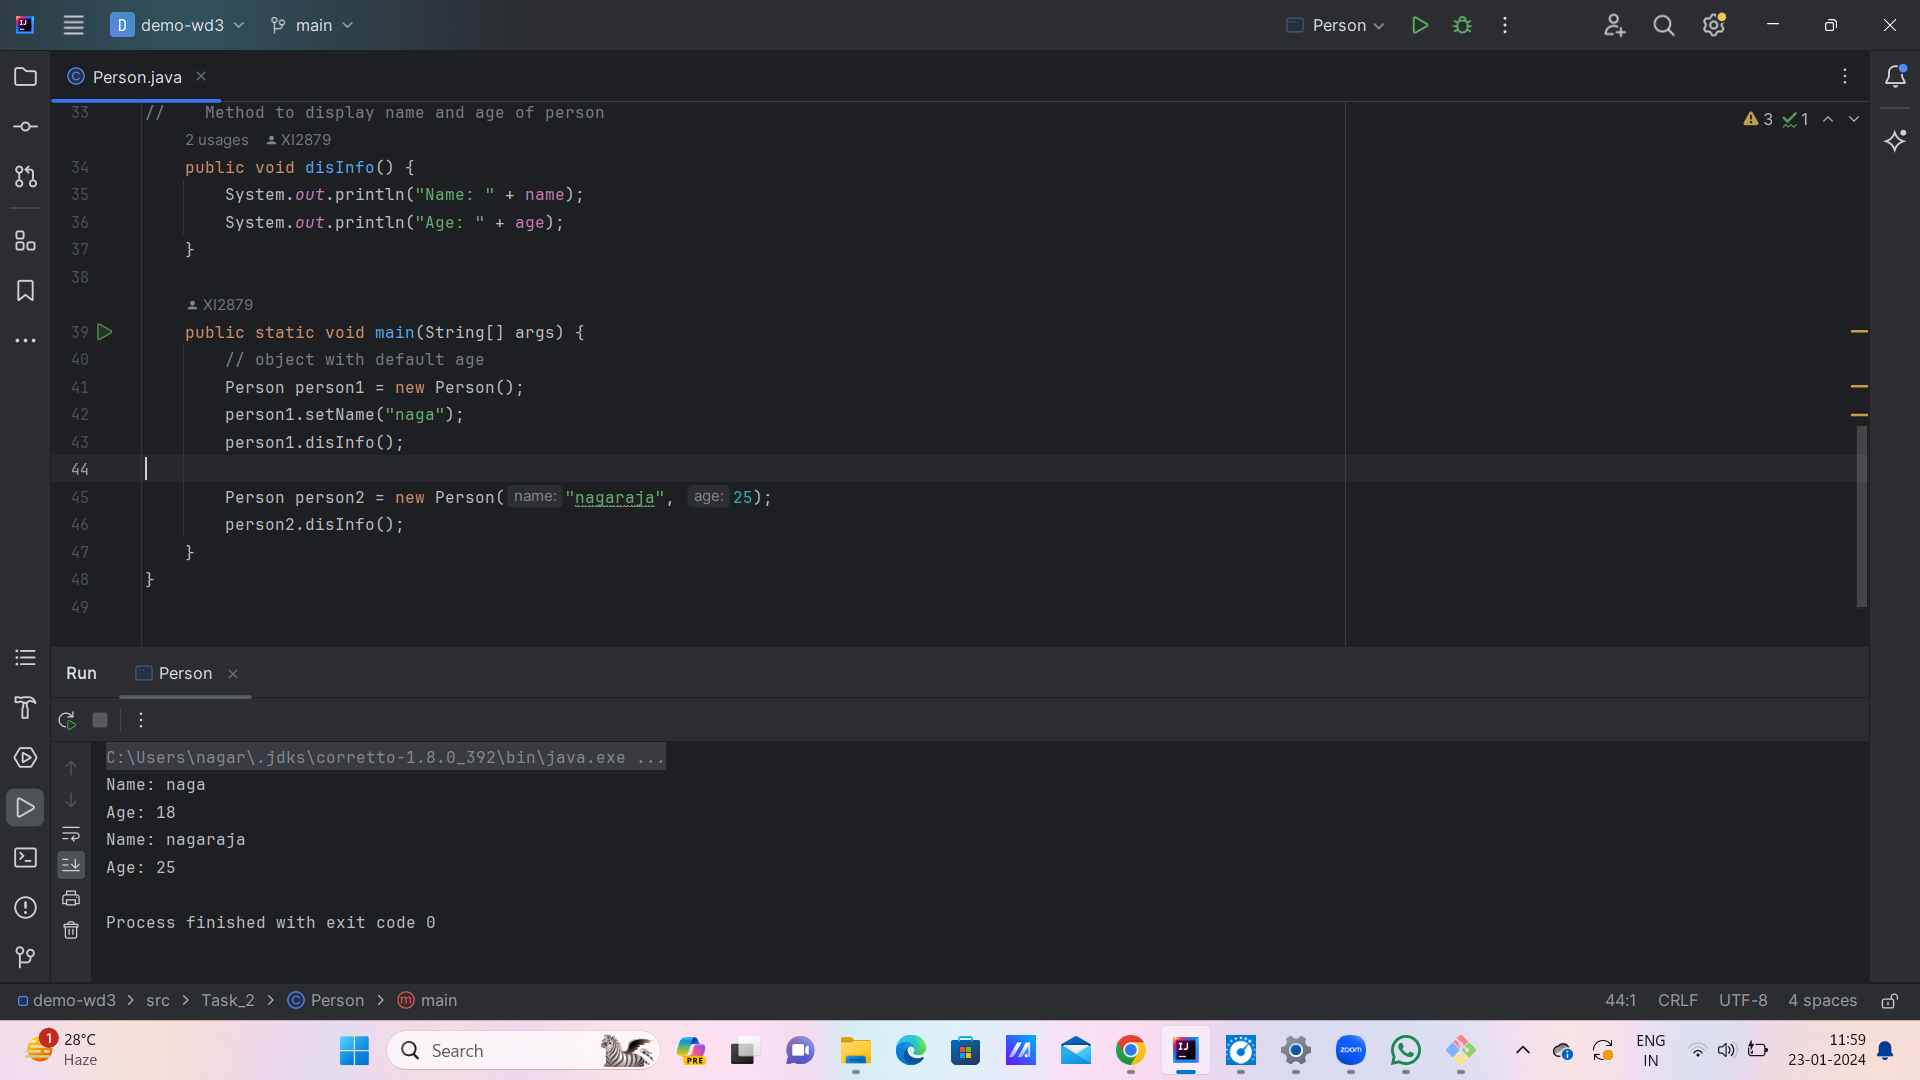 D demo-wd3 main Person
Person.java
33 // Method to display name and age of person
2 usages XI2879
34 public void disInfo() {
35 System.out.println("Name: " + name);
36 System.out.println("Age: " + age);
37 }
38
XI2879
39 public static void main(String[] args) {
40 // object with default age
41 Person person1 = new Person();
42 person1.setName("naga");
43 person1.disInfo();
44
45 Person person2 = new Person( name: "nagaraja", age: 25);
46 person2.disInfo();
47 }
48 }
49
3 1
Run Person
C:\Users\nagar\.jdks\corretto-1.8.0_392\bin\java.exe ...
Name: naga
Age: 18
Name: nagaraja
Age: 25
Process finished with exit code 0
demo-wd3 > src > Task_2 > Person > main
44:1 CRLF UTF-8 4 spaces
1
28°C
Haze
Search
PRE
zoom
ENG
IN
11:59
23-01-2024